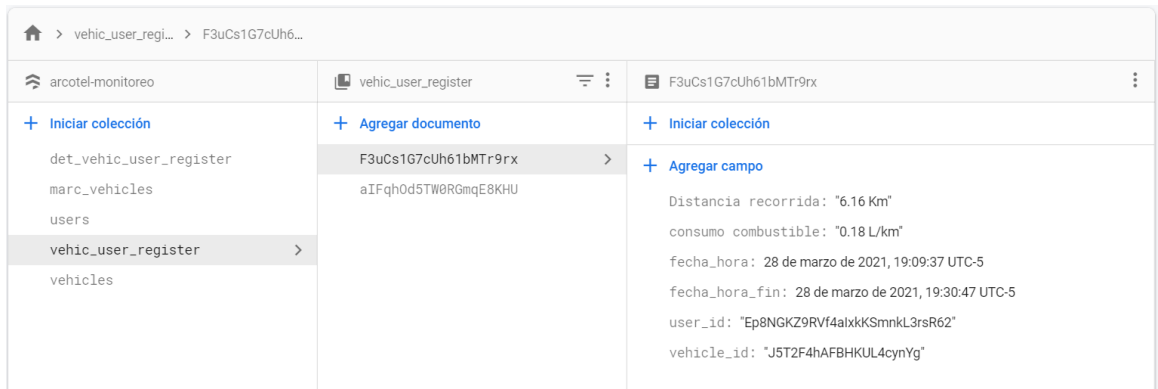 vehic_user_regi... > F3uCs1G7cUh6...
arcotel-monitoreo
+ Iniciar colección
det_vehic_user_register
marc_vehicles
users
vehic_user_register
vehicles
vehic_user_register
+ Agregar documento
F3uCs1G7cUh61bMTr9rx
aIFqhOd5TW0RGmqE8KHU
F3uCs1G7cUh61bMTr9rx
+ Iniciar colección
+ Agregar campo
Distancia recorrida: "6.16 Km"
consumo combustible: "0.18 L/km"
fecha_hora: 28 de marzo de 2021, 19:09:37 UTC-5
fecha_hora_fin: 28 de marzo de 2021, 19:30:47 UTC-5
user_id: "Ep8NGKZ9RVf4aIxkKSmnkL3rsR62"
vehicle_id: "J5T2F4hAFBHKUL4cynYg"